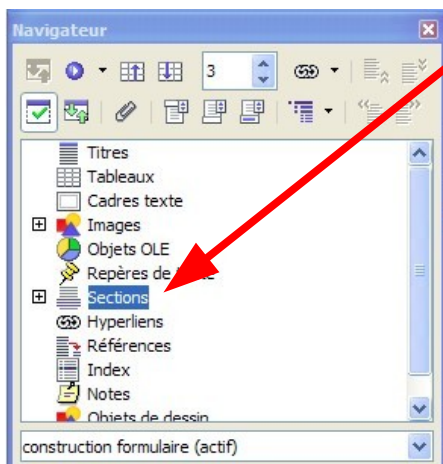 Navigateur
3
Titres
Tableaux
Cadres texte
Images
Objets OLE
Repères de
Sections
Hyperliens
Références
Index
Notes
Objets de dessin
construction formulaire (actif)